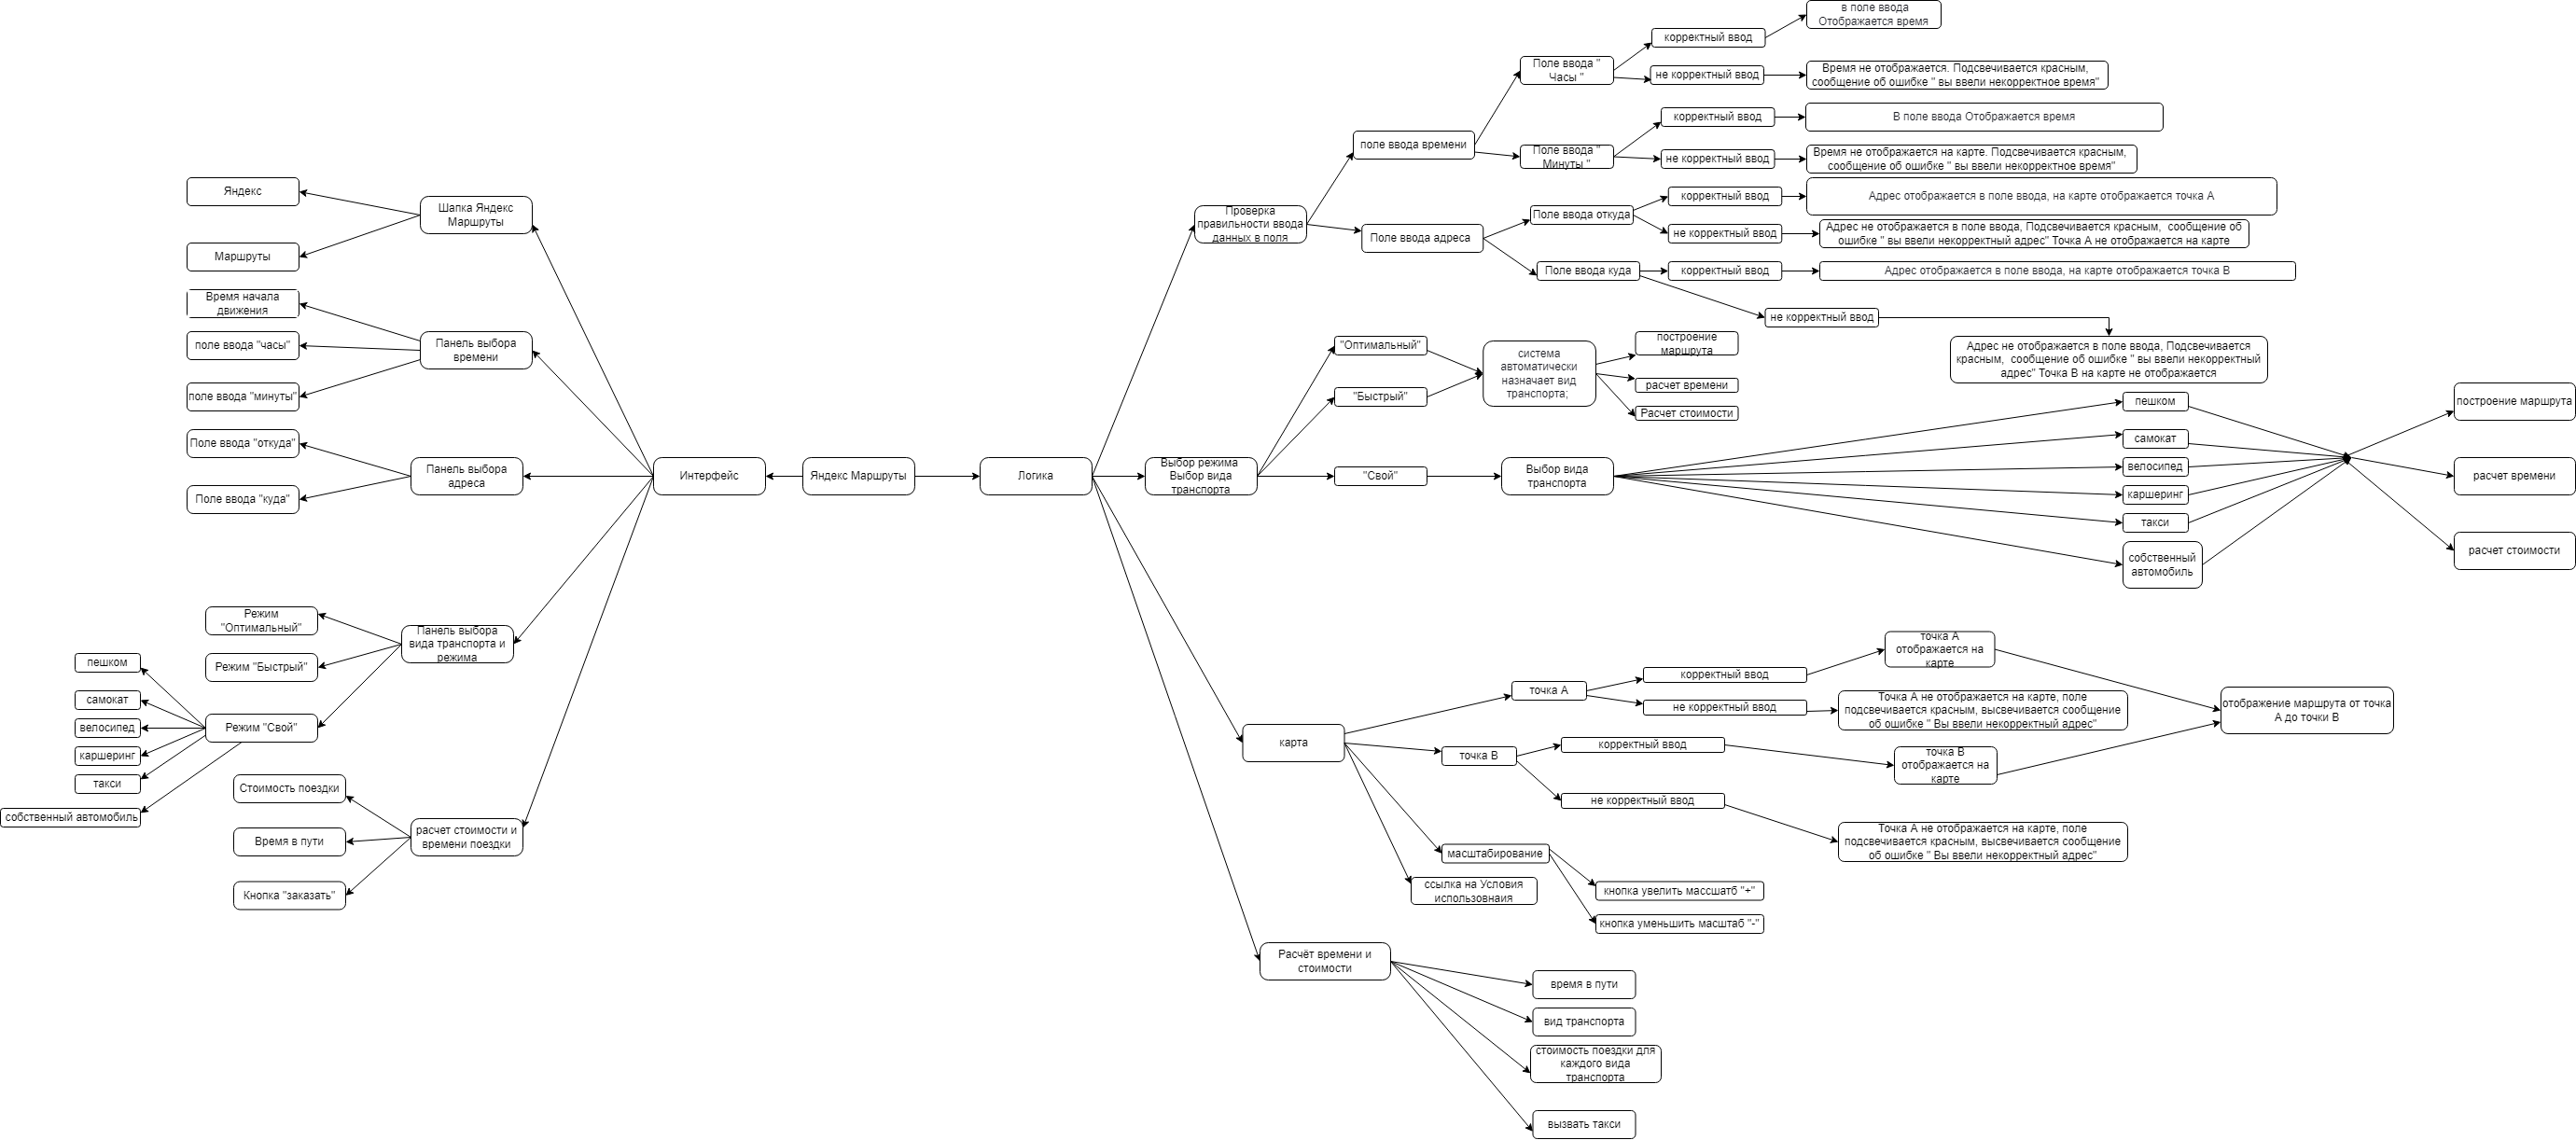 Яндекс Маршруты
Интерфейс
Шапка Яндекс
Маршруты
Яндекс
Маршруты
Панель выбора
времени
Время начала
движения
поле ввода "часы"
поле ввода "минуты"
Панель выбора
адреса
Поле ввода "откуда"
Поле ввода "куда"
Панель выбора
вида транспорта и
режима
Режим
"Оптимальный"
Режим "Быстрый"
Режим "Свой"
пешком
самокат
велосипед
каршеринг
такси
собственный автомобиль
расчет стоимости и
времени поездки
Стоимость поездки
Время в пути
Кнопка "заказать"
Логика
Проверка
правильности ввода
данных в поля
поле ввода времени
Поле ввода "
Часы "
корректный ввод
в поле ввода
Отображается время
не корректный ввод
Время не отображается. Подсвечивается красным,
сообщение об ошибке " вы ввели некорректное время"
Поле ввода "
Минуты "
корректный ввод
В поле ввода Отображается время
не корректный ввод
Время не отображается на карте. Подсвечивается красным,
сообщение об ошибке " вы ввели некорректное время"
Поле ввода адреса
Поле ввода откуда
корректный ввод
Адрес отображается в поле ввода, на карте отображается точка А
не корректный ввод
Адрес не отображается в поле ввода, Подсвечивается красным, сообщение об
ошибке " вы ввели некорректный адрес" Точка А не отображается на карте
Поле ввода куда
корректный ввод
Адрес отображается в поле ввода, на карте отображается точка В
не корректный ввод
Адрес не отображается в поле ввода, Подсвечивается
красным, сообщение об ошибке " вы ввели некорректный
адрес" Точка В на карте не отображается
Выбор режима
Выбор вида
транспорта
"Оптимальный"
"Быстрый"
система
автоматически
назначает вид
транспорта;
построение
маршрута
расчет времени
Расчет стоимости
"Свой"
Выбор вида
транспорта
пешком
самокат
велосипед
каршеринг
такси
собственный
автомобиль
построение маршрута
расчет времени
расчет стоимости
карта
точка А
корректный ввод
точка А
отображается на
карте
не корректный ввод
Точка А не отображается на карте, поле
подсвечивается красным, высвечивается сообщение
об ошибке " Вы ввели некорректный адрес"
точка В
корректный ввод
точка В
отображается на
карте
не корректный ввод
Точка А не отображается на карте, поле
подсвечивается красным, высвечивается сообщение
об ошибке " Вы ввели некорректный адрес"
отображение маршрута от точка
А до точки В
масштабирование
кнопка увелить массшатб "+"
кнопка уменьшить масштаб "-"
ссылка на Условия
использовнаия
Расчёт времени и
стоимости
время в пути
вид транспорта
стоимость поездки для
каждого вида
транспорта
вызвать такси